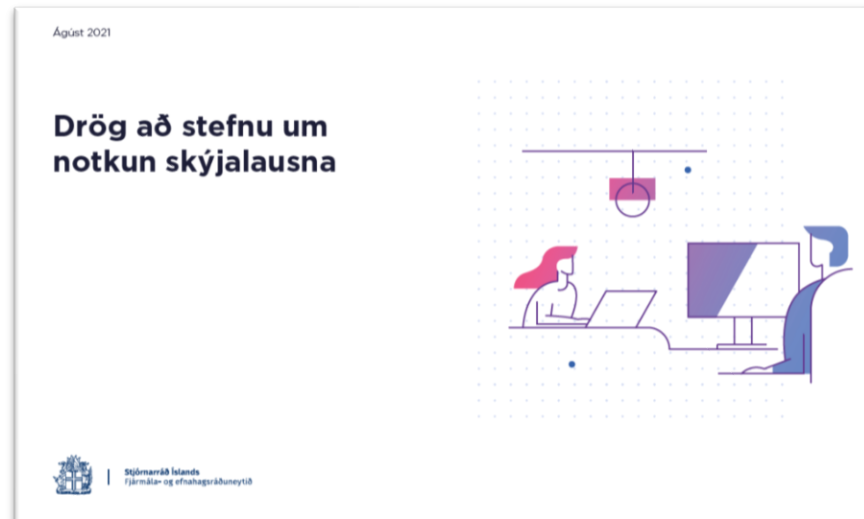 Ágúst 2021
Drög að stefnu um
notkun skýjalausna
Stjórnarráð Íslands
Fjármála- og efnahagsráðuneytið